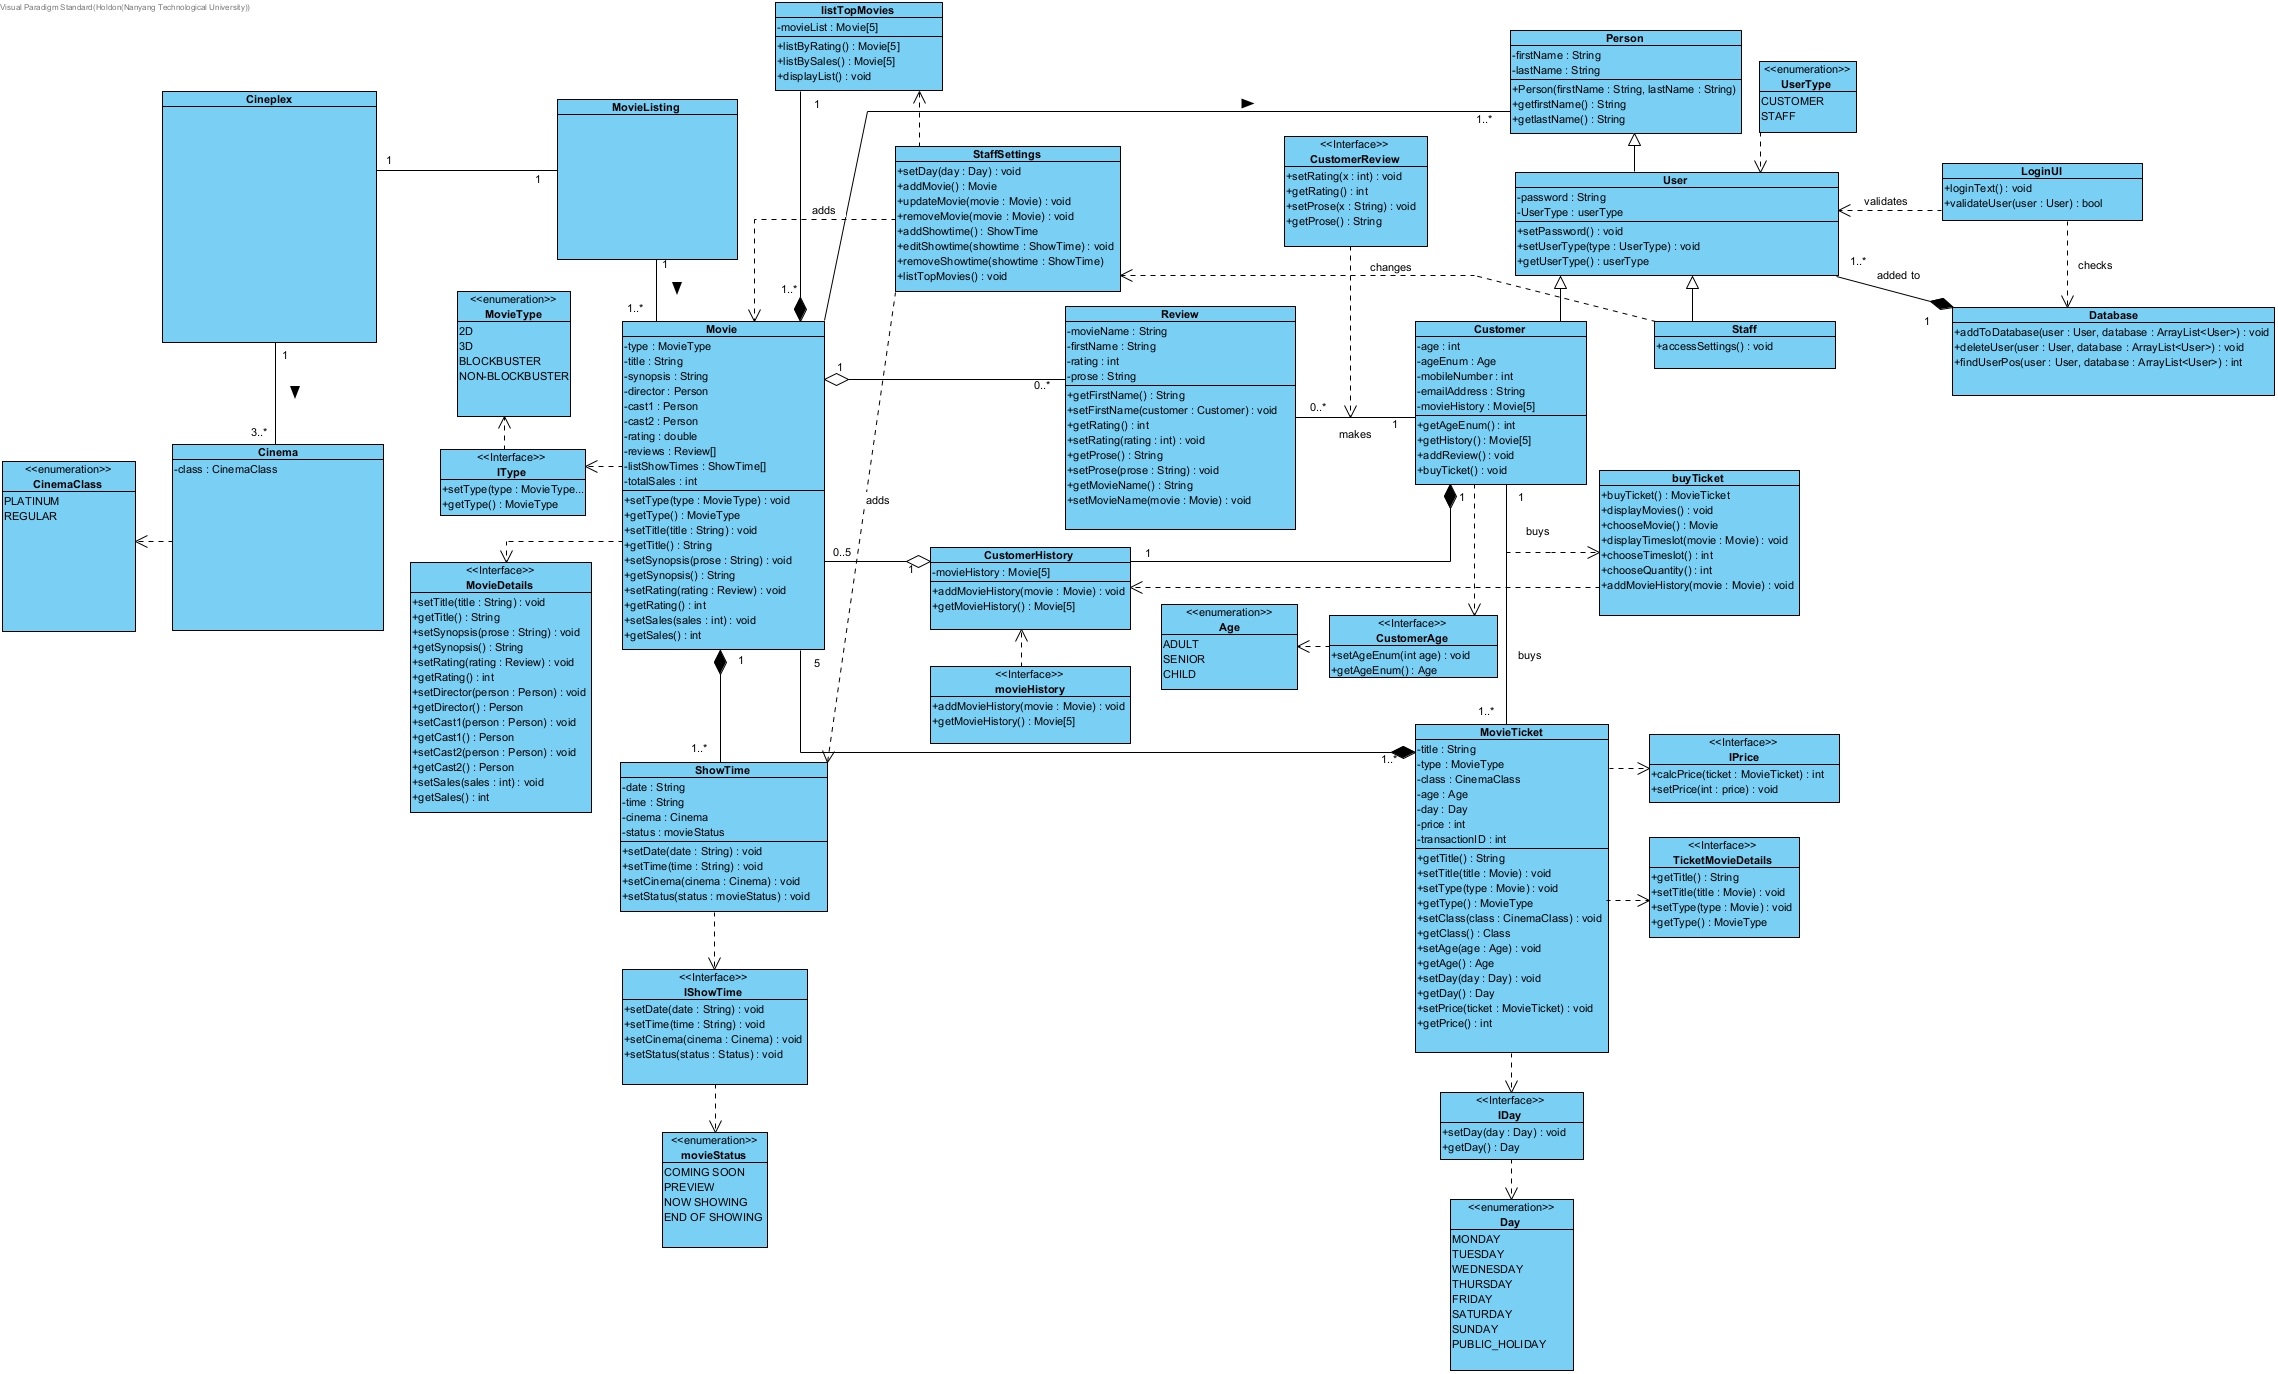 Visual Paradigm Standard(Holdon(Nanyang Technological University))
listTopMovies
-movieList : Movie[5]
+listByRating() : Movie[5]
+listBySales() : Movie[5]
+displayList() : void
1
1..*
Person
-firstName : String
-lastName : String
+Person(firstName : String, lastName : String)
+getfirstName() : String
+getlastName() : String
1..*
<<enumeration>>
UserType
CUSTOMER
STAFF
Cineplex
1
1
MovieListing
1
1..*
1
3..*
StaffSettings
+setDay(day : Day) : void
+addMovie() : Movie
+updateMovie(movie : Movie) : void
+removeMovie(movie : Movie) : void
+addShowtime() : ShowTime
+editShowtime(showtime : ShowTime) : void
+removeShowtime(showtime : ShowTime)
+listTopMovies() : void
adds
adds
changes
<<Interface>>
CustomerReview
+setRating(x : int) : void
+getRating() : int
+setProse(x : String) : void
+getProse() : String
User
-password : String
-UserType : userType
+setPassword() : void
+setUserType(type : UserType) : void
+getUserType() : userType
LoginUI
+loginText() : void
+validateUser(user : User) : bool
validates
checks
1..*
added to
1
Database
+addToDatabase(user : User, database : ArrayList<User>) : void
+deleteUser(user : User, database : ArrayList<User>) : void
+findUserPos(user : User, database : ArrayList<User>) : int
<<enumeration>>
MovieType
2D
3D
BLOCKBUSTER
NON-BLOCKBUSTER
<<Interface>>
IType
+setType(type : MovieType...
+getType() : MovieType
Movie
-type : MovieType
-title : String
-synopsis : String
-director : Person
-cast1 : Person
-cast2 : Person
-rating : double
-reviews : Review[]
-listShowTimes : ShowTime[]
-totalSales : int
+setType(type : MovieType) : void
+getType() : MovieType
+setTitle(title : String) : void
+getTitle() : String
+setSynopsis(prose : String) : void
+getSynopsis() : String
+setRating(rating : Review) : void
+getRating() : int
+setSales(sales : int) : void
+getSales() : int
1
0..*
Review
-movieName : String
-firstName : String
-rating : int
-prose : String
+getFirstName() : String
+setFirstName(customer : Customer) : void
+getRating() : int
+setRating(rating : int) : void
+getProse() : String
+setProse(prose : String) : void
+getMovieName() : String
+setMovieName(movie : Movie) : void
0..*
makes
1
Customer
-age : int
-ageEnum : Age
-mobileNumber : int
-emailAddress : String
-movieHistory : Movie[5]
+getAgeEnum() : int
+getHistory() : Movie[5]
+addReview() : void
+buyTicket() : void
Staff
+accessSettings() : void
Cinema
-class : CinemaClass
<<enumeration>>
CinemaClass
PLATINUM
REGULAR
buyTicket
+buyTicket() : MovieTicket
+displayMovies() : void
+chooseMovie() : Movie
+displayTimeslot(movie : Movie) : void
+chooseTimeslot() : int
+chooseQuantity() : int
+addMovieHistory(movie : Movie) : void
1
1
buys
buys
1..*
<<Interface>>
MovieDetails
+setTitle(title : String) : void
+getTitle() : String
+setSynopsis(prose : String) : void
+getSynopsis() : String
+setRating(rating : Review) : void
+getRating() : int
+setDirector(person : Person) : void
+getDirector() : Person
+setCast1(person : Person) : void
+getCast1() : Person
+setCast2(person : Person) : void
+getCast2() : Person
+setSales(sales : int) : void
+getSales() : int
0..5
1
CustomerHistory
-movieHistory : Movie[5]
+addMovieHistory(movie : Movie) : void
+getMovieHistory() : Movie[5]
1
<<Interface>>
movieHistory
+addMovieHistory(movie : Movie) : void
+getMovieHistory() : Movie[5]
<<enumeration>>
Age
ADULT
SENIOR
CHILD
<<Interface>>
CustomerAge
+setAgeEnum(int age) : void
+getAgeEnum() : Age
1
5
1..*
1..*
ShowTime
-date : String
-time : String
-cinema : Cinema
-status : movieStatus
+setDate(date : String) : void
+setTime(time : String) : void
+setCinema(cinema : Cinema) : void
+setStatus(status : movieStatus) : void
MovieTicket
-title : String
-type : MovieType
-class : CinemaClass
-age : Age
-day : Day
-price : int
-transactionID : int
+getTitle() : String
+setTitle(title : Movie) : void
+setType(type : Movie) : void
+getType() : MovieType
+setClass(class : CinemaClass) : void
+getClass() : Class
+setAge(age : Age) : void
+getAge() : Age
+setDay(day : Day) : void
+getDay() : Day
+setPrice(ticket : MovieTicket) : void
+getPrice() : int
<<Interface>>
IPrice
+calcPrice(ticket : MovieTicket) : int
+setPrice(int : price) : void
<<Interface>>
TicketMovieDetails
+getTitle() : String
+setTitle(title : Movie) : void
+setType(type : Movie) : void
+getType() : MovieType
<<Interface>>
IShowTime
+setDate(date : String) : void
+setTime(time : String) : void
+setCinema(cinema : Cinema) : void
+setStatus(status : Status) : void
<<enumeration>>
movieStatus
COMING SOON
PREVIEW
NOW SHOWING
END OF SHOWING
<<Interface>>
IDay
+setDay(day : Day) : void
+getDay() : Day
<<enumeration>>
Day
MONDAY
TUESDAY
WEDNESDAY
THURSDAY
FRIDAY
SATURDAY
SUNDAY
PUBLIC_HOLIDAY